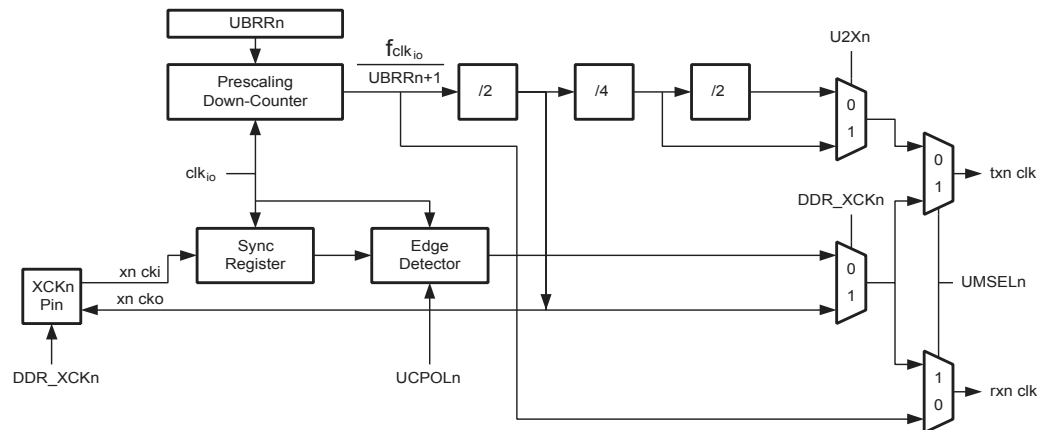 UBRRn
fclkio
UBRRn+1
U2Xn
Prescaling
Down-Counter
/2
/4
/2
0
1
0
1
txn clk
clkio
DDR_XCKn
Sync
Register
Edge
Detector
0
1
xn cki
XCKn
Pin
xn cko
UMSELn
DDR_XCKn
UCPOLn
1
0
rxn clk